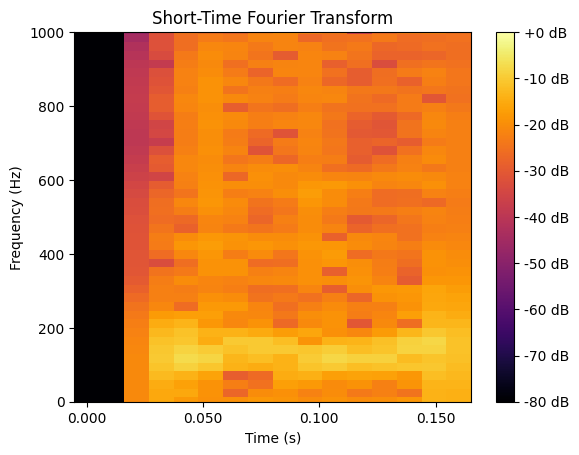 Short-Time Fourier Transform
Frequency (Hz)
1000
800
600
400
200
0
0.000
0.050
0.100
0.150
Time (s)
+0 dB
-10 dB
-20 dB
-30 dB
-40 dB
-50 dB
-60 dB
-70 dB
-80 dB